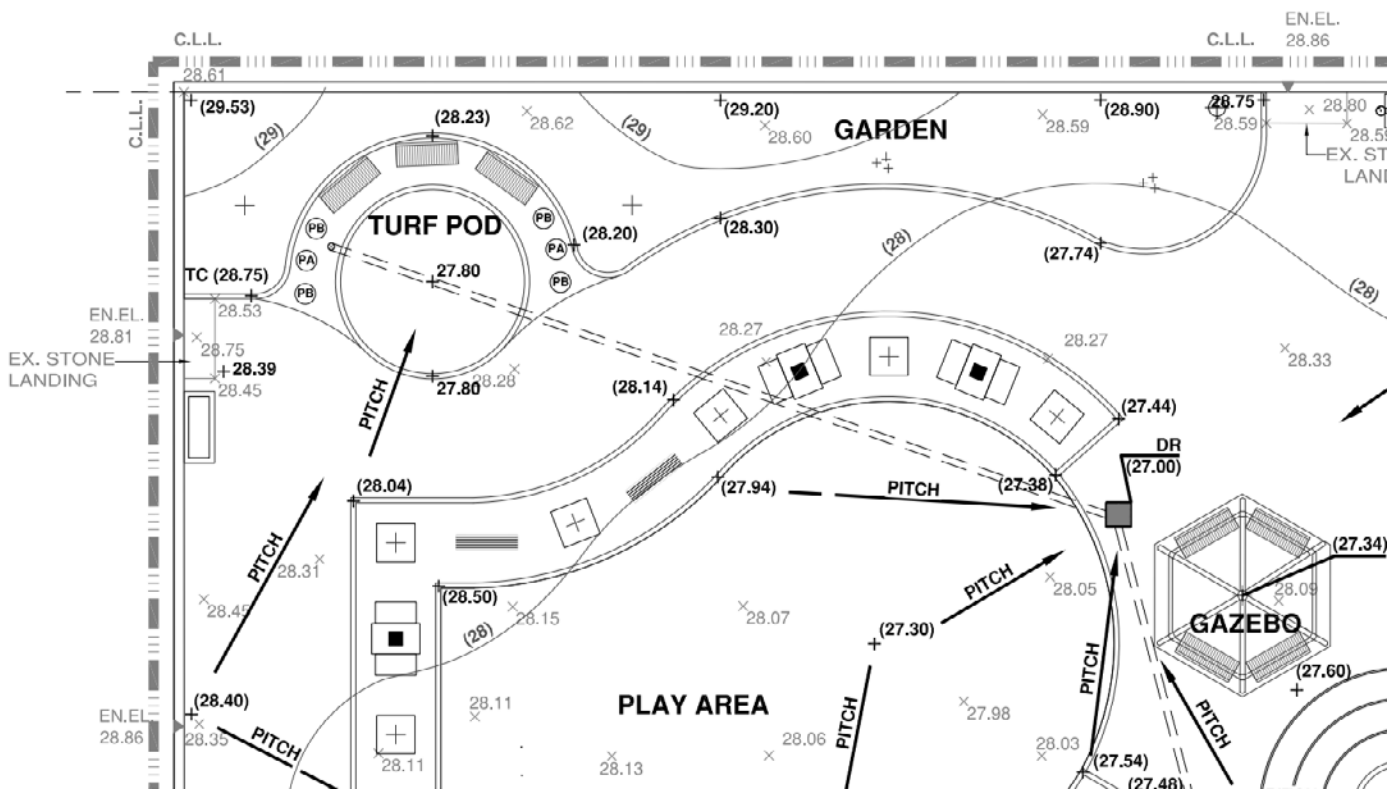 EN.EL.
28.86
C.L.L.
C.L.L.
28.61
C.L.L.
(29.53)
(29)
(28.23)
28.62
(29)
(29.20)
28.60
GARDEN
28.59
(28.90)
28.75
28.59
28.80
EX. ST
LAND
PB
PB
TURF POD
PA
PA
(28.20)
(28.30)
(28)
(27.74)
TC (28.75)
PB
PB
27.80
(28)
28.53
EN.EL.
28.81
28.75
EX. STONE
LANDING
28.39
28.45
PITCH
27.80
28.28
28.27
28.27
28.33
(28.14)
(27.44)
DR
(27.00)
(28.04)
(27.94)
PITCH
(27.38)
PITCH
28.31
(27.34)
28.45
(28.50)
28.15
28.07
PITCH
28.05
28.09
GAZEBO
(28)
(27.30)
PITCH
(27.60)
(28.40)
EN.EL.
28.86
28.35
PITCH
28.11
PLAY AREA
27.98
PITCH
PITCH
28.11
28.13
28.06
28.03
(27.54)
(27.48)